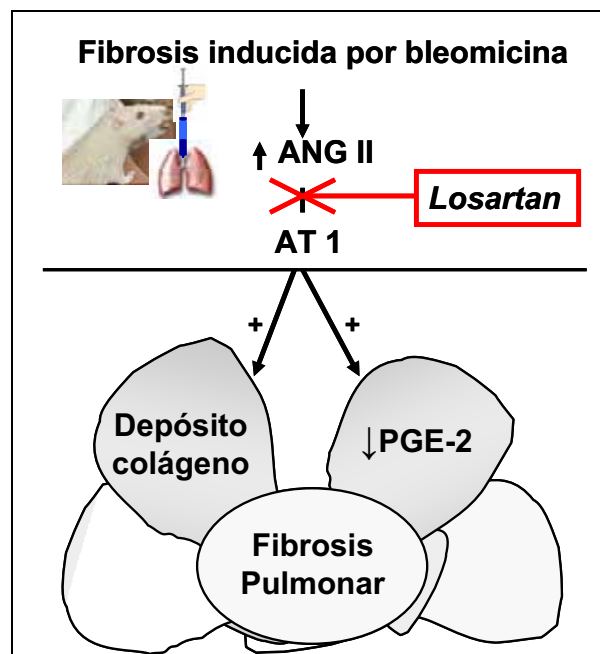 Fibrosis inducida por bleomicina
↑ ANG II
Losartan
AT 1
+ +
Depósito
colágeno
↓PGE-2
Fibrosis
Pulmonar